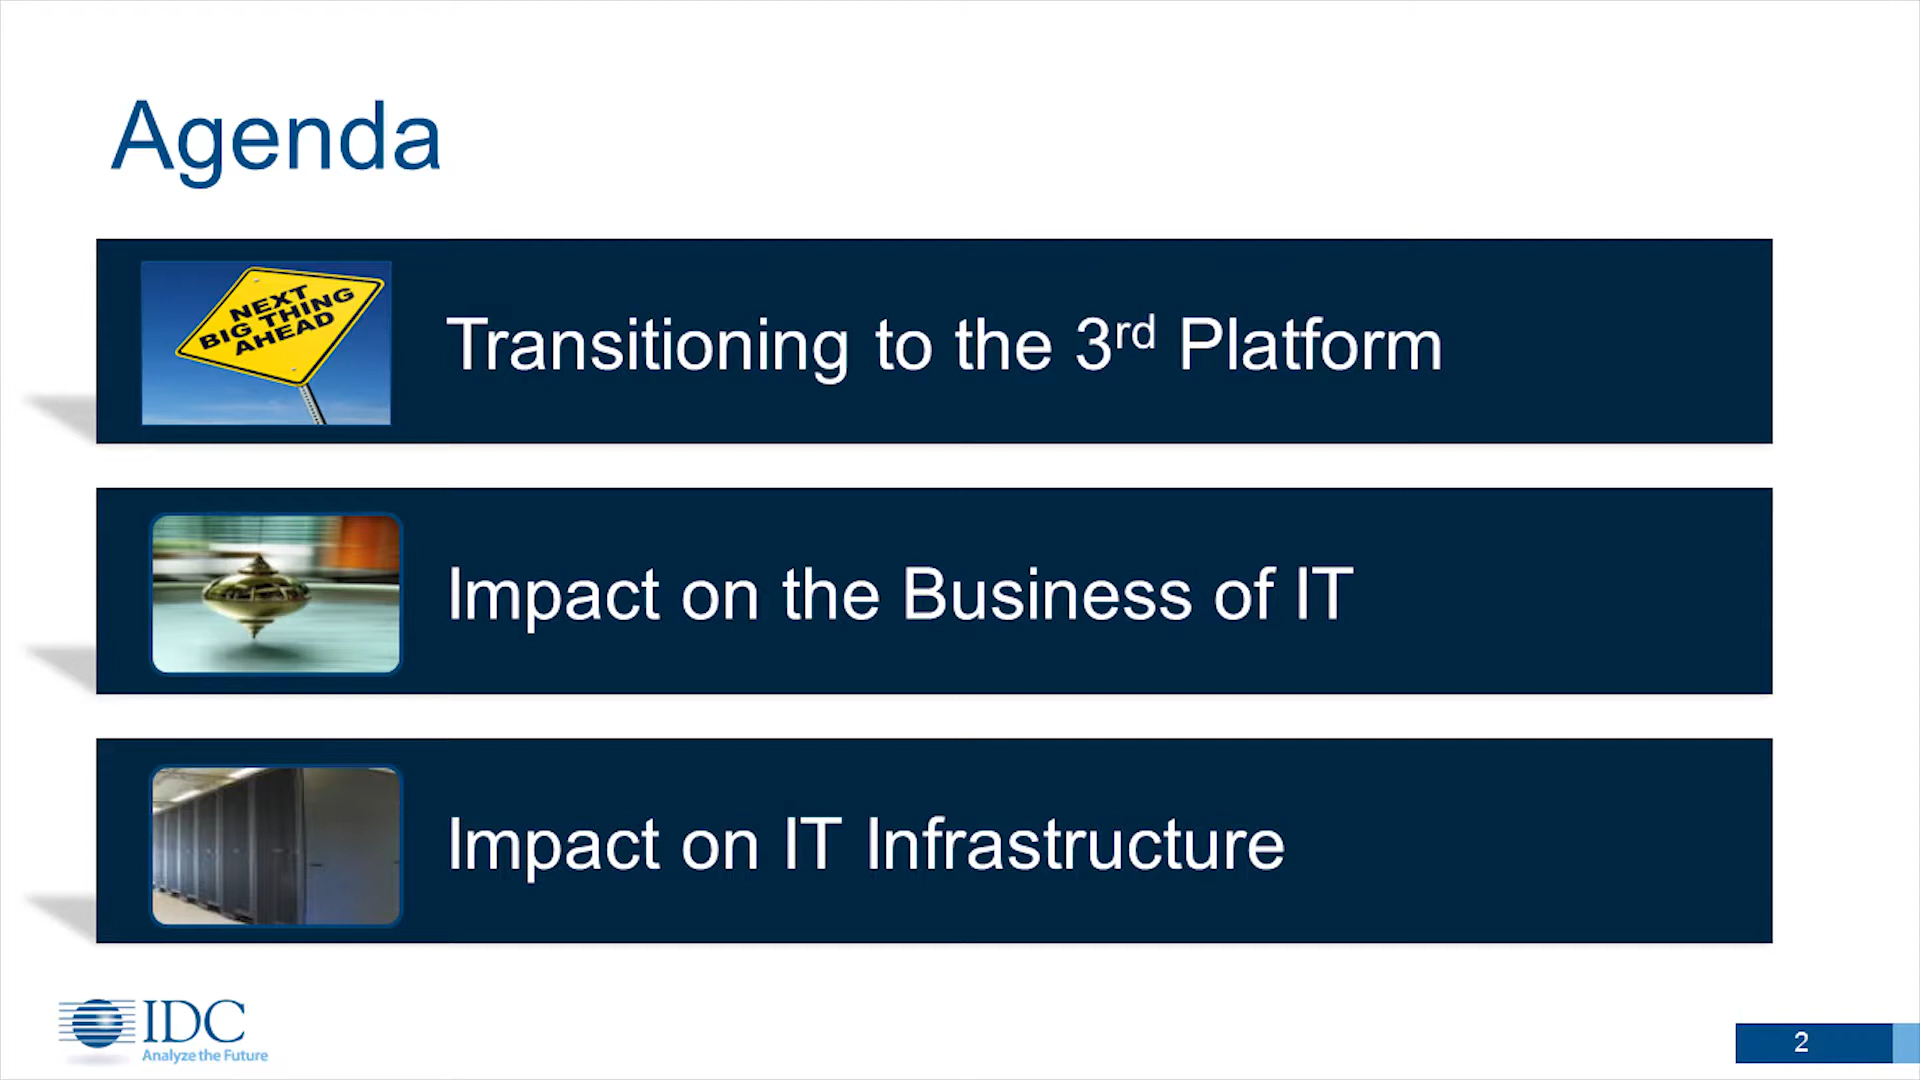 Agenda
NEXT
BIG THING
AHEAD
Transitioning to the 3rd Platform
Impact on the Business of IT
Impact on IT Infrastructure
IDC
Analyze the Future
2